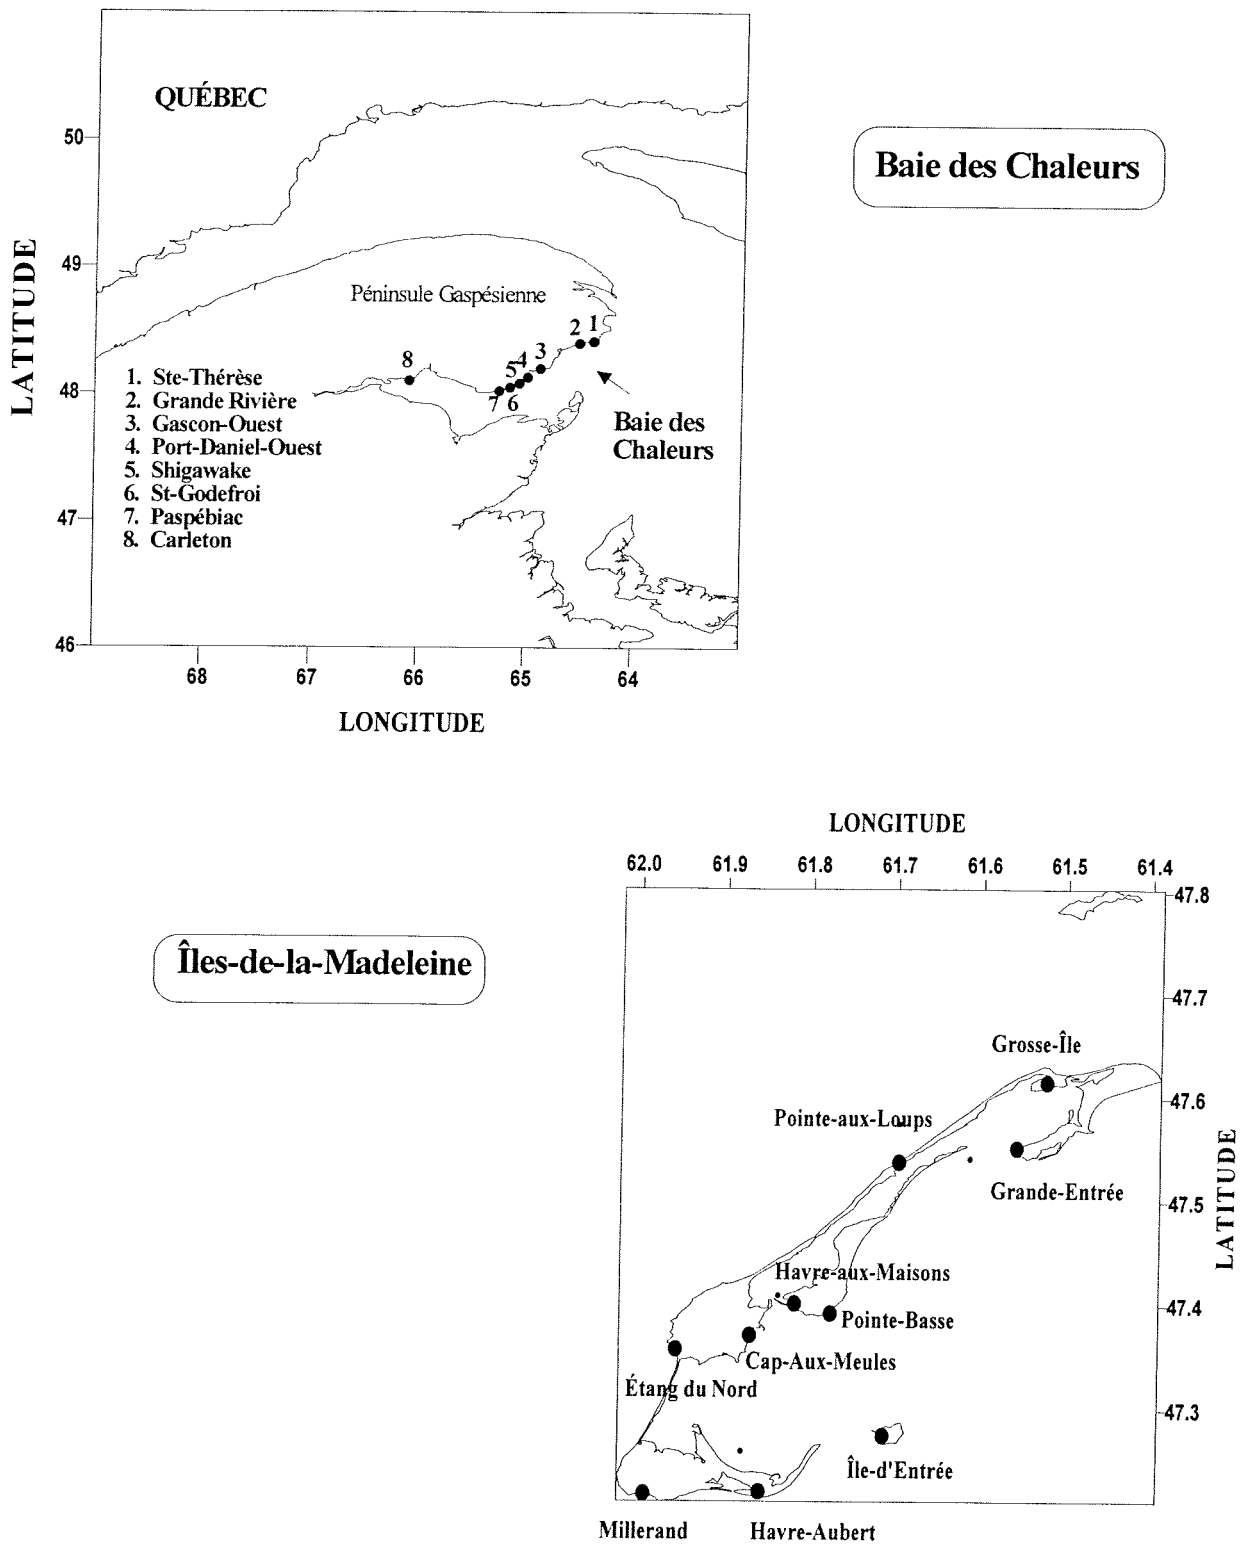 QUÉBEC
Baie des Chaleurs
50
49
48
47
46
LATITUDE
Péninsule Gaspésienne
1
2
3
4
5
6
7
8
1. Ste-Thérèse
2. Grande Rivière
3. Gascon-Ouest
4. Port-Daniel-Ouest
5. Shigawake
6. St-Godefroi
7. Paspébiac
8. Carleton
Baie des
Chaleurs
68 67 66 65 64
LONGITUDE
LONGITUDE
62.0 61.9 61.8 61.7 61.6 61.5 61.4
47.8
47.7
47.6
47.5
47.4
47.3
LATITUDE
Îles-de-la-Madeleine
Grosse-Île
Pointe-aux-Loups
Grande-Entrée
Havre-aux-Maisons
Pointe-Basse
Cap-Aux-Meules
Étang du Nord
Île-d'Entrée
Millerand
Havre-Aubert